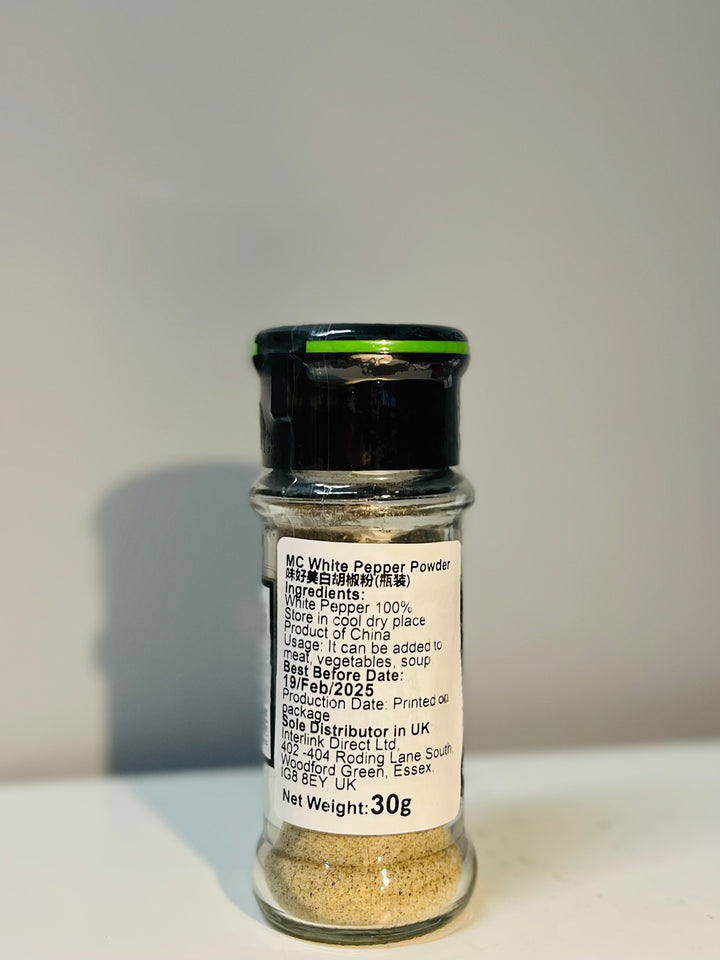 MC White Pepper Powder
味好美白胡椒粉(瓶装)
Ingredients:
White Pepper 100%
Store in cool dry place
Product of China
Usage: It can be added to
meat, vegetables, soup
Best Before Date:
19/Feb/2025
Production Date: Printed on
package
Sole Distributor in UK
Interlink Direct Ltd,
402 -404 Roding Lane South,
Woodford Green, Essex,
IG8 8EY, UK
Net Weight:30g